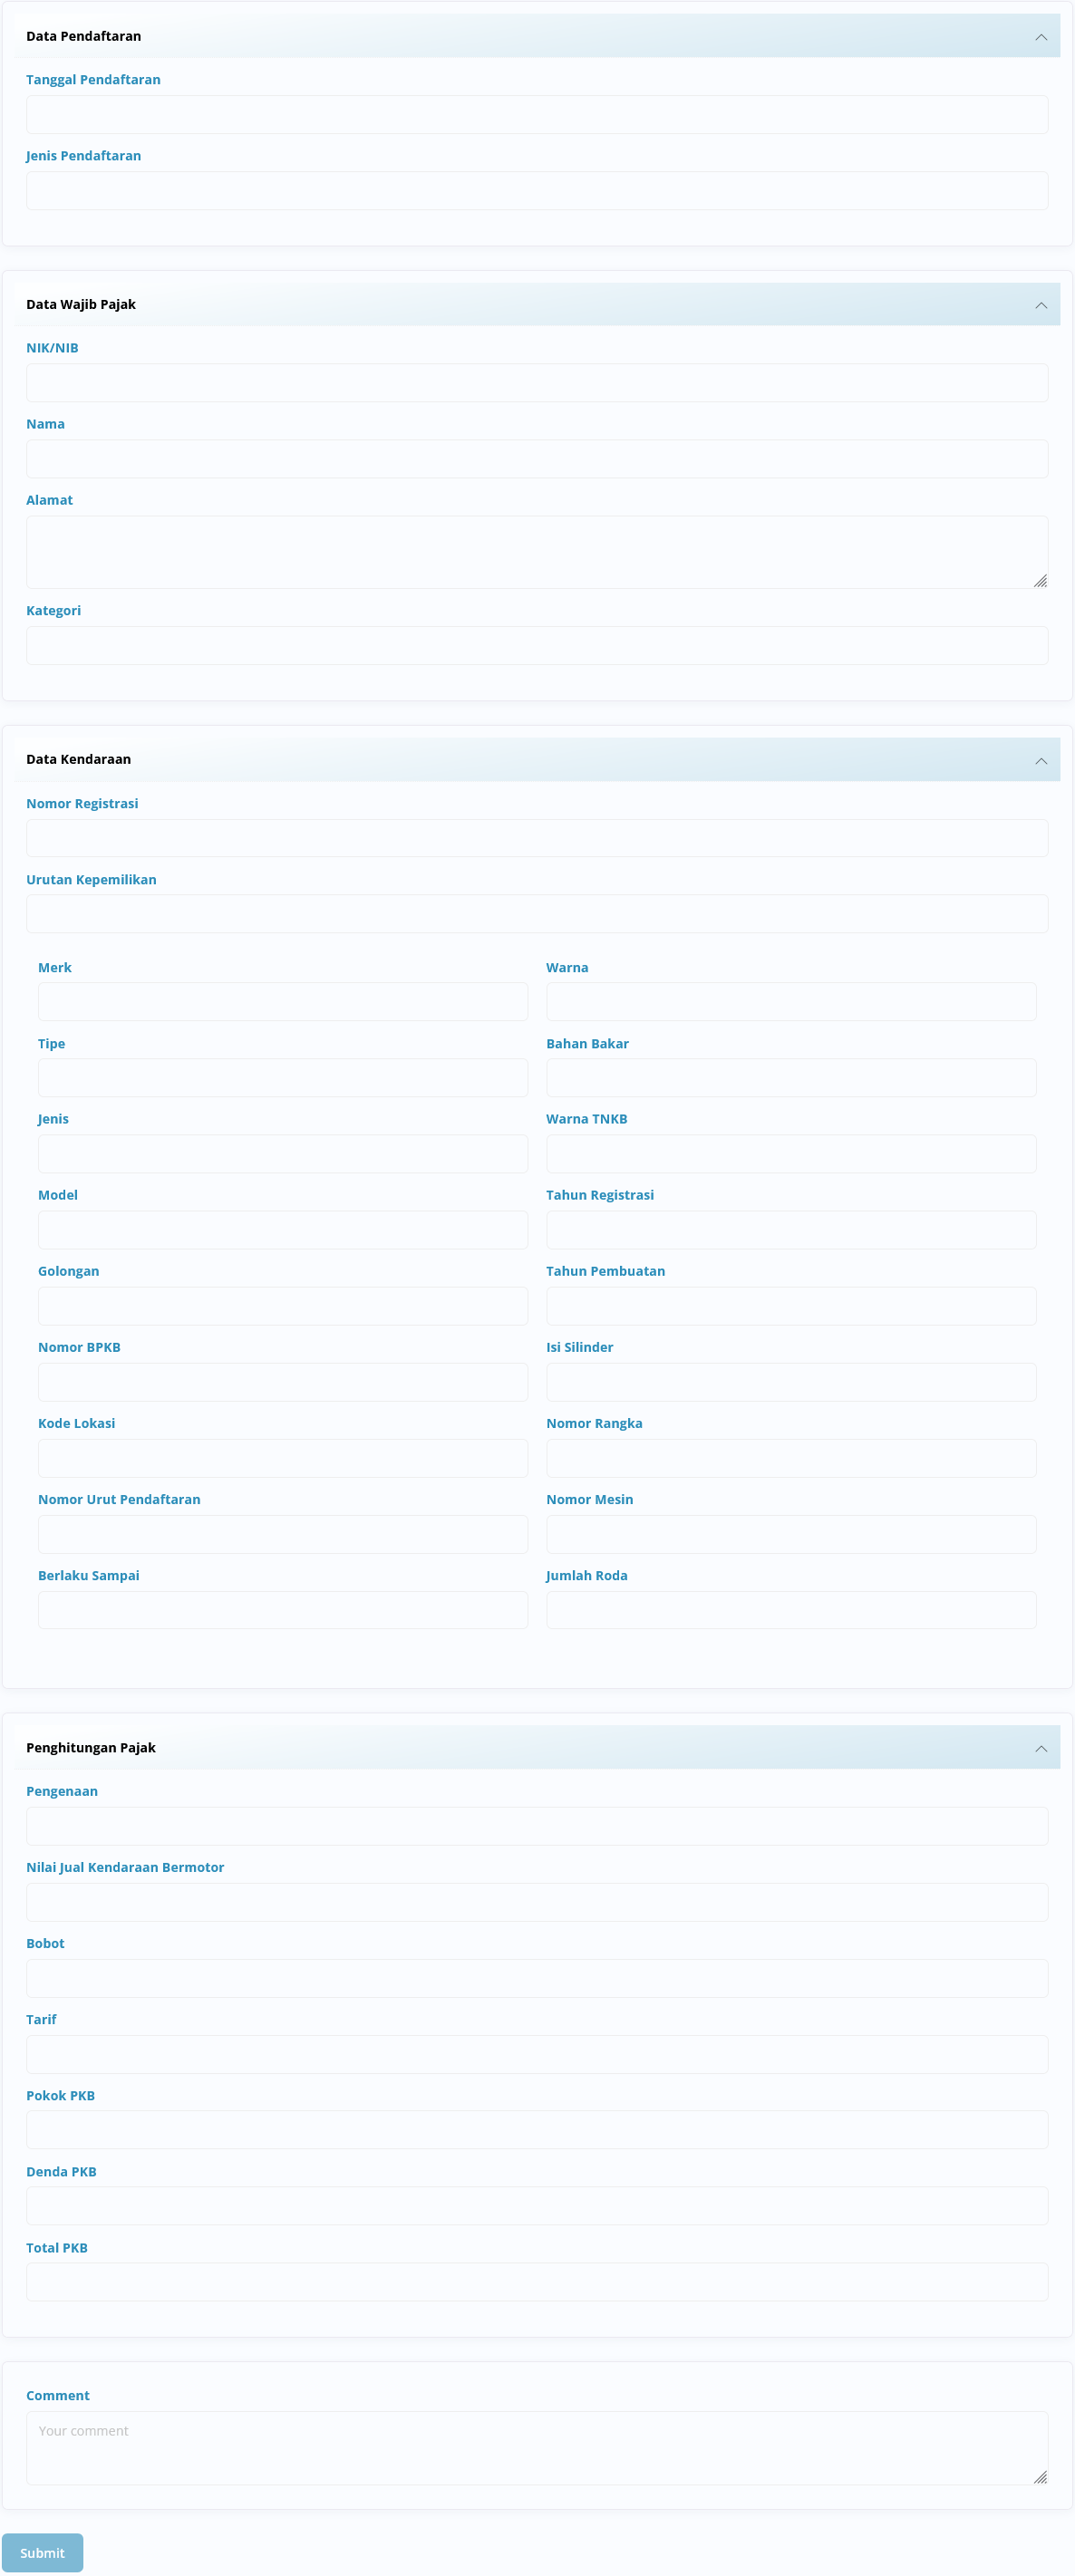 Data Pendaftaran
Tanggal Pendaftaran
Jenis Pendaftaran
Data Wajib Pajak
NIK/NIB
Nama
Alamat
Kategori
Data Kendaraan
Nomor Registrasi
Urutan Kepemilikan
Merk
Warna
Tipe
Bahan Bakar
Jenis
Warna TNKB
Model
Tahun Registrasi
Golongan
Tahun Pembuatan
Nomor BPKB
Isi Silinder
Kode Lokasi
Nomor Rangka
Nomor Urut Pendaftaran
Nomor Mesin
Berlaku Sampai
Jumlah Roda
Penghitungan Pajak
Pengenaan
Nilai Jual Kendaraan Bermotor
Bobot
Tarif
Pokok PKB
Denda PKB
Total PKB
Comment
Your comment
Submit